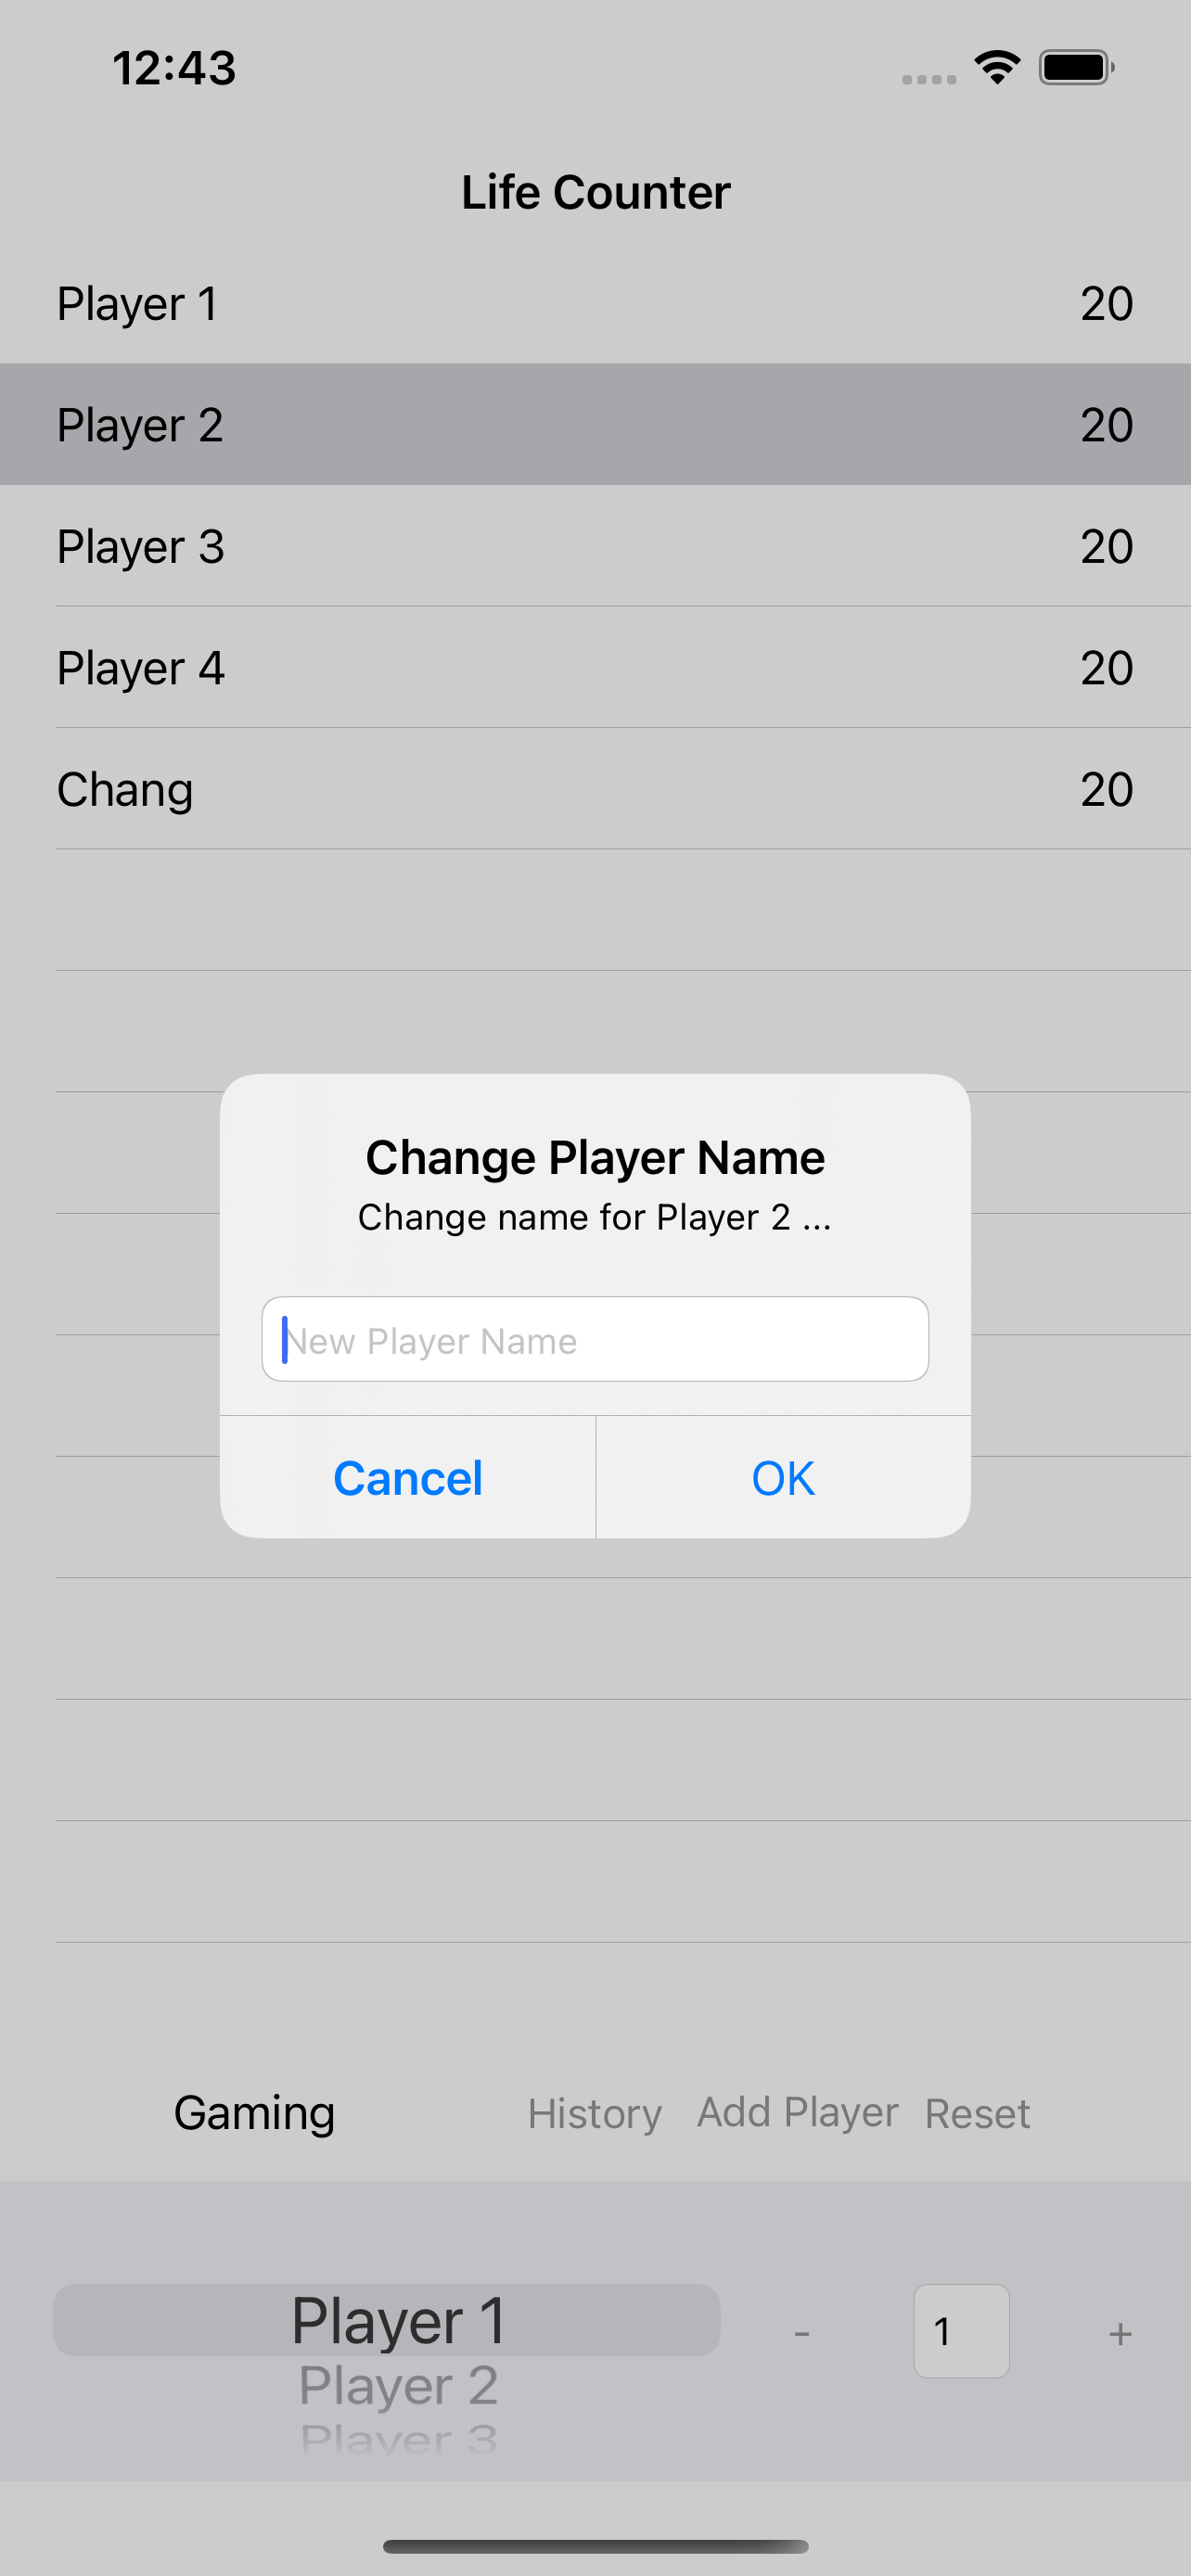 12:43
Life Counter
Player 1 20
Player 2 20
Player 3 20
Player 4 20
Chang 20
Change Player Name
Change name for Player 2 ...
New Player Name
Cancel OK
Gaming History Add Player Reset
Player 1 - 1 +
Player 2
Player 3